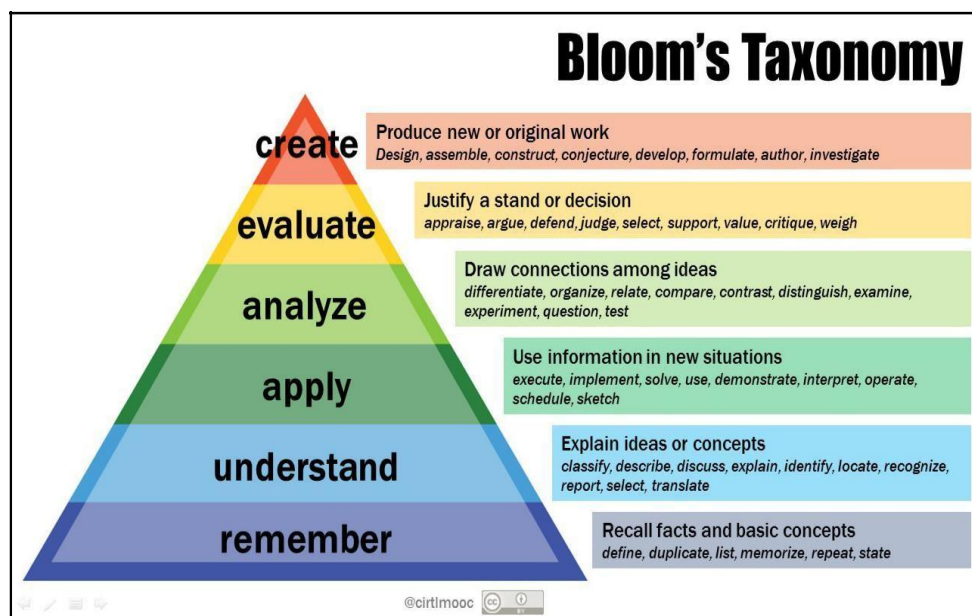 Bloom's Taxonomy
create
Produce new or original work
Design, assemble, construct, conjecture, develop, formulate, author, investigate
evaluate
Justify a stand or decision
appraise, argue, defend, judge, select, support, value, critique, weigh
analyze
Draw connections among ideas
differentiate, organize, relate, compare, contrast, distinguish, examine,
experiment, question, test
apply
Use information in new situations
execute, implement, solve, use, demonstrate, interpret, operate,
schedule, sketch
understand
Explain ideas or concepts
classify, describe, discuss, explain, identify, locate, recognize,
report, select, translate
remember
Recall facts and basic concepts
define, duplicate, list, memorize, repeat, state
@cirtlmooc
cc
BY